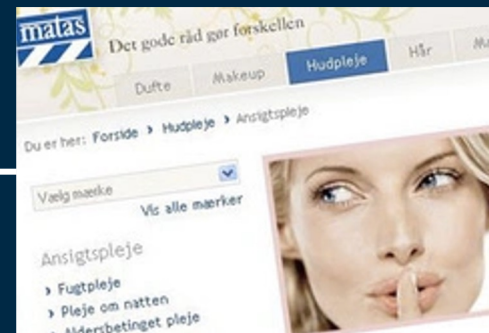 matas
Det gode råd gør forskellen
Dufte Makeup Hudpleje Hår
Du er her: Forside > Hudpleje > Ansigtspleje
Vælg mærke
Vis alle mærker
Ansigtspleje
> Fugtpleje
> Pleje om natten
> Aldersbetinget pleje